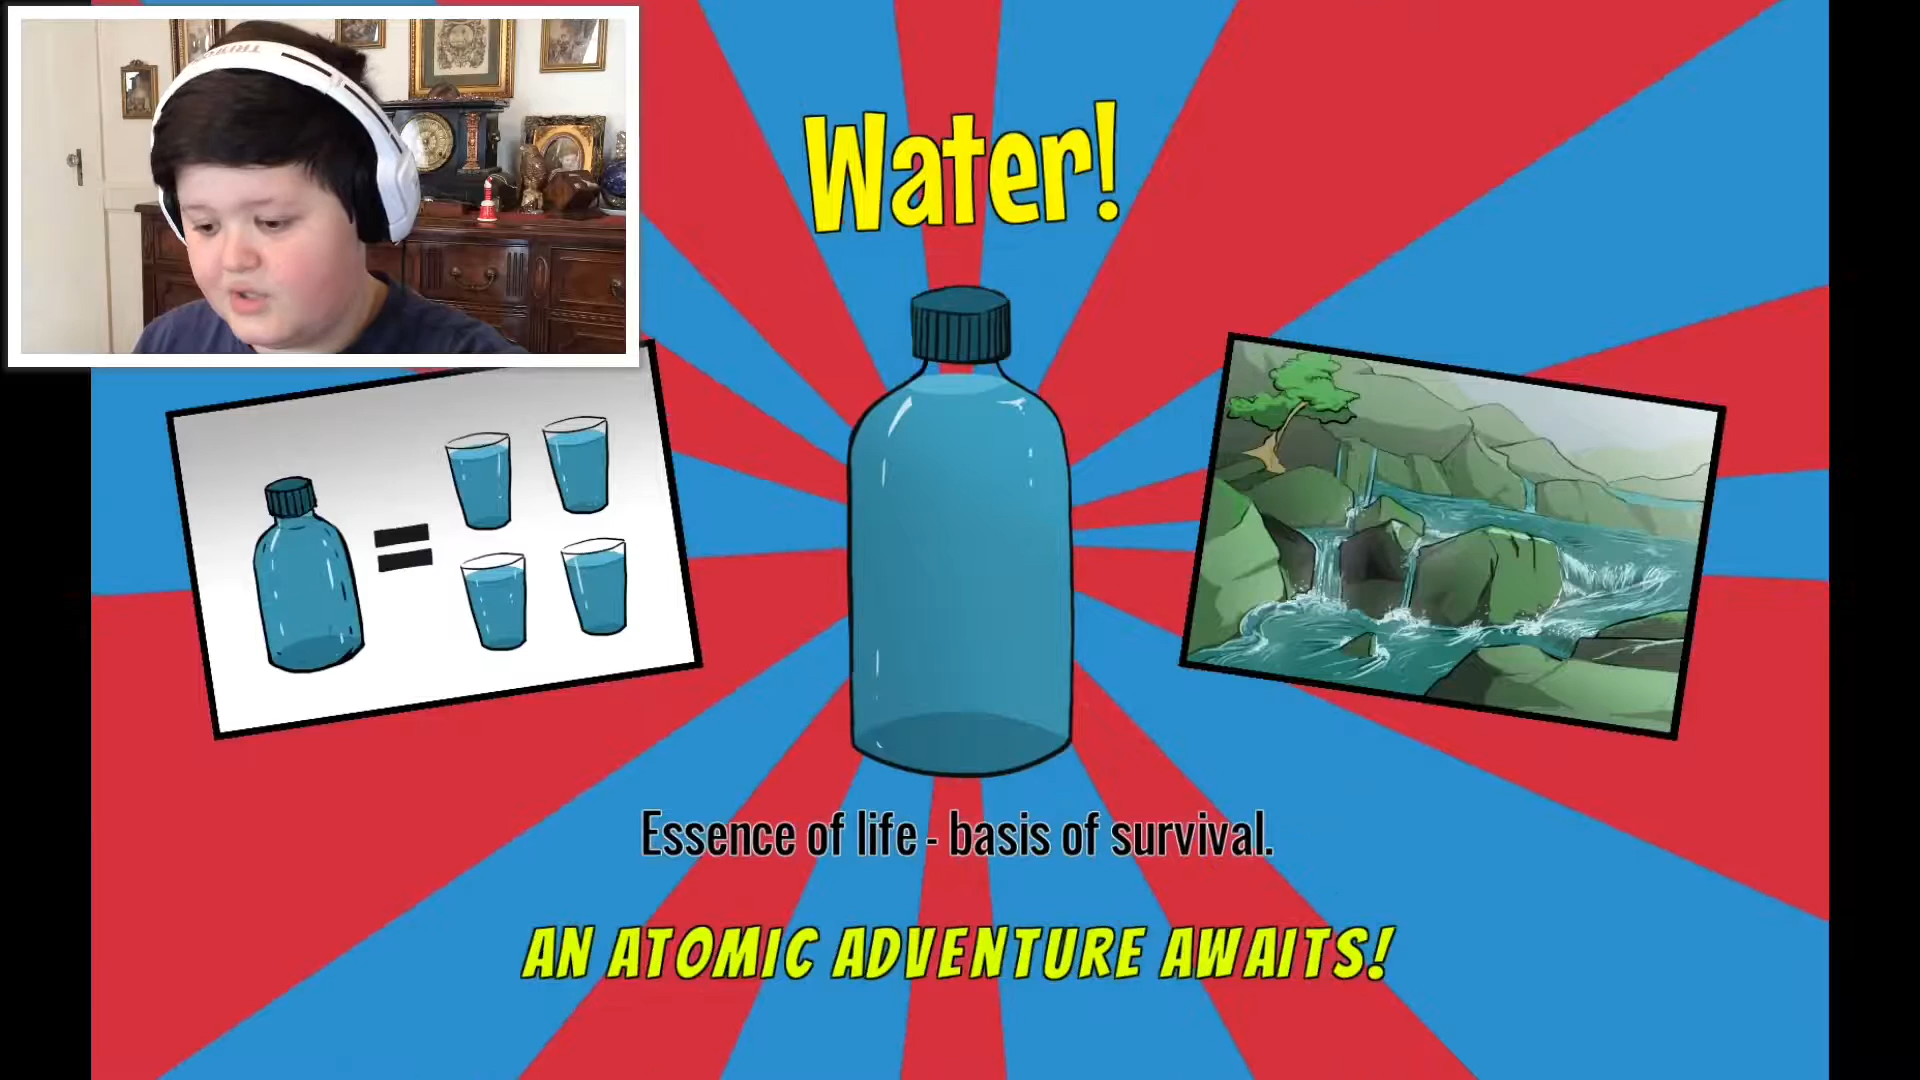 Water!
Essence of life - basis of survival.
AN ATOMIC ADVENTURE AWAITS!